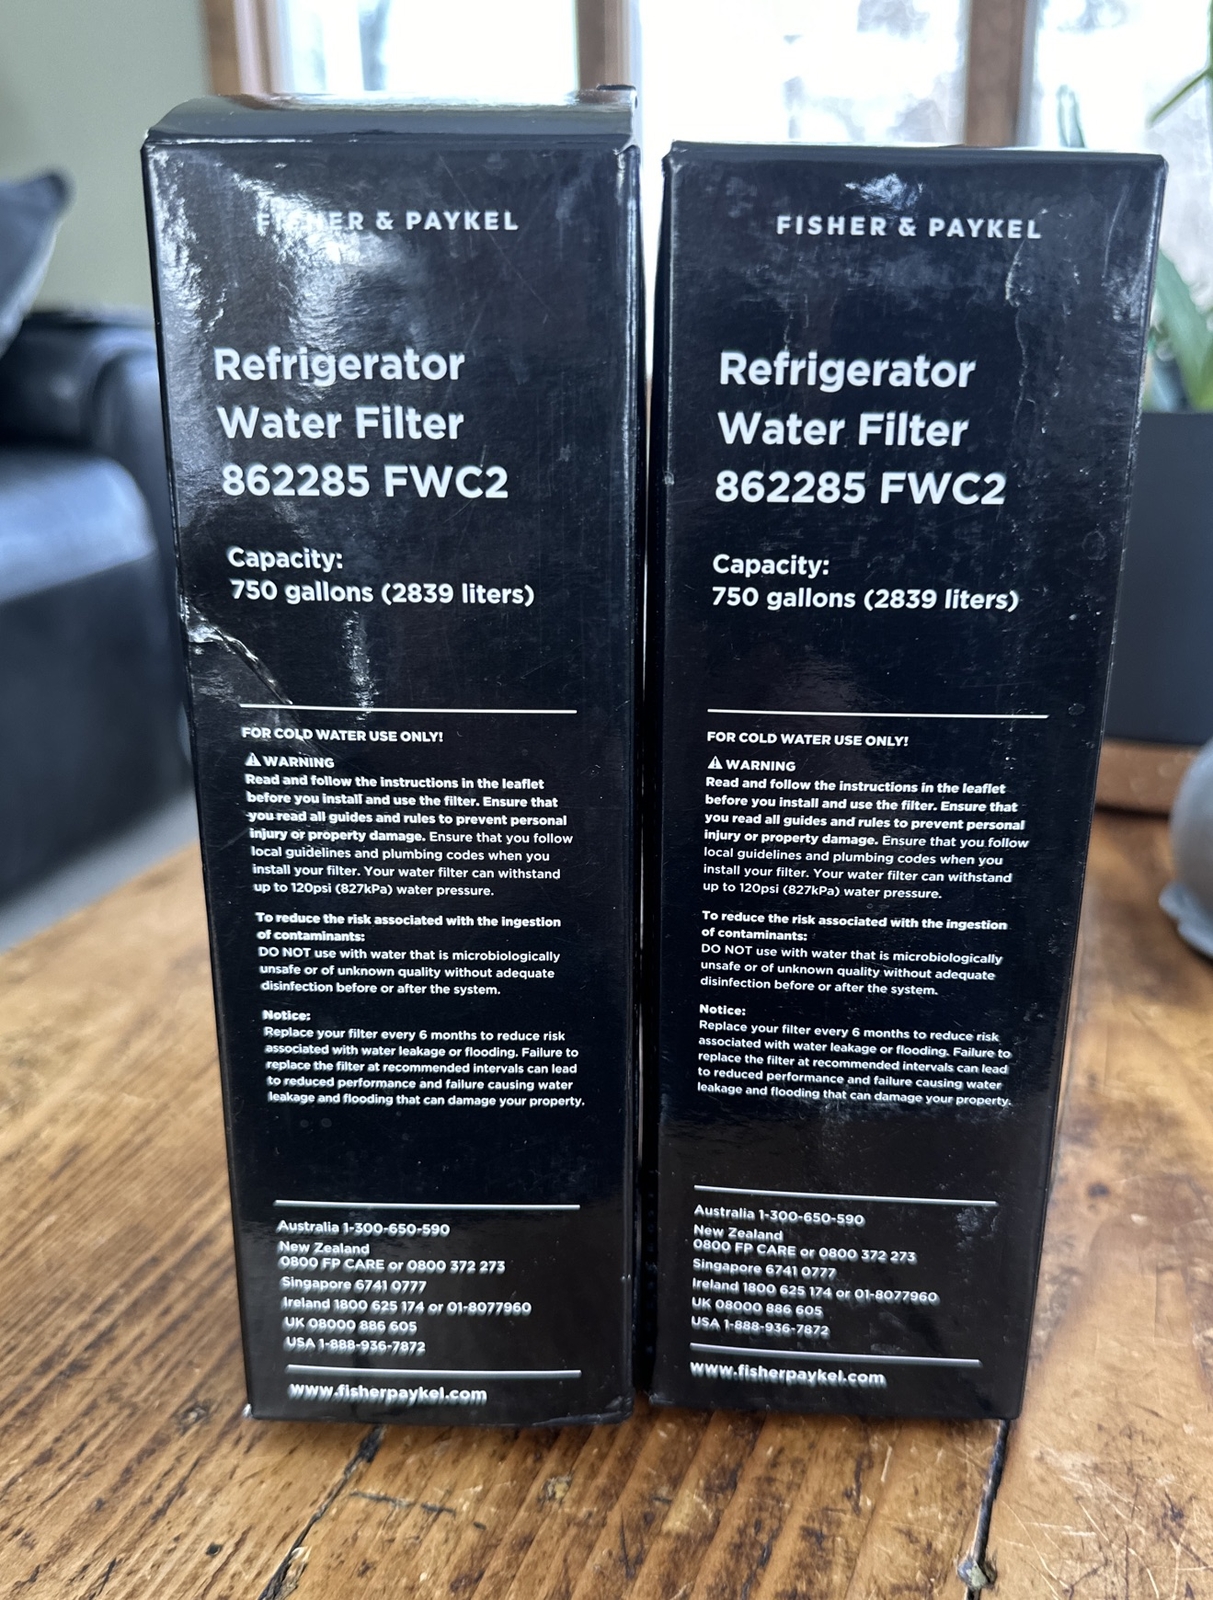 FISHER & PAYKEL
Refrigerator
Water Filter
862285 FWC2
Capacity:
750 gallons (2839 liters)
FOR COLD WATER USE ONLY!
⚠ WARNING
Read and follow the instructions in the leaflet
before you install and use the filter. Ensure that
you read all guides and rules to prevent personal
injury or property damage. Ensure that you follow
local guidelines and plumbing codes when you
install your filter. Your water filter can withstand
up to 120psi (827kPa) water pressure.
To reduce the risk associated with the ingestion
of contaminants:
DO NOT use with water that is microbiologically
unsafe or of unknown quality without adequate
disinfection before or after the system.
Notice:
Replace your filter every 6 months to reduce risk
associated with water leakage or flooding. Failure to
replace the filter at recommended intervals can lead
to reduced performance and failure causing water
leakage and flooding that can damage your property.
Australia 1-300-650-590
New Zealand
0800 FP CARE or 0800 372 273
Singapore 6741 0777
Ireland 1800 625 174 or 01-8077960
UK 08000 886 605
USA 1-888-936-7872
www.fisherpaykel.com
FISHER & PAYKEL
Refrigerator
Water Filter
862285 FWC2
Capacity:
750 gallons (2839 liters)
FOR COLD WATER USE ONLY!
⚠ WARNING
Read and follow the instructions in the leaflet
before you install and use the filter. Ensure that
you read all guides and rules to prevent personal
injury or property damage. Ensure that you follow
local guidelines and plumbing codes when you
install your filter. Your water filter can withstand
up to 120psi (827kPa) water pressure.
To reduce the risk associated with the ingestion
of contaminants:
DO NOT use with water that is microbiologically
unsafe or of unknown quality without adequate
disinfection before or after the system.
Notice:
Replace your filter every 6 months to reduce risk
associated with water leakage or flooding. Failure to
replace the filter at recommended intervals can lead
to reduced performance and failure causing water
leakage and flooding that can damage your property.
Australia 1-300-650-590
New Zealand
0800 FP CARE or 0800 372 273
Singapore 6741 0777
Ireland 1800 625 174 or 01-8077960
UK 08000 886 605
USA 1-888-936-7872
www.fisherpaykel.com